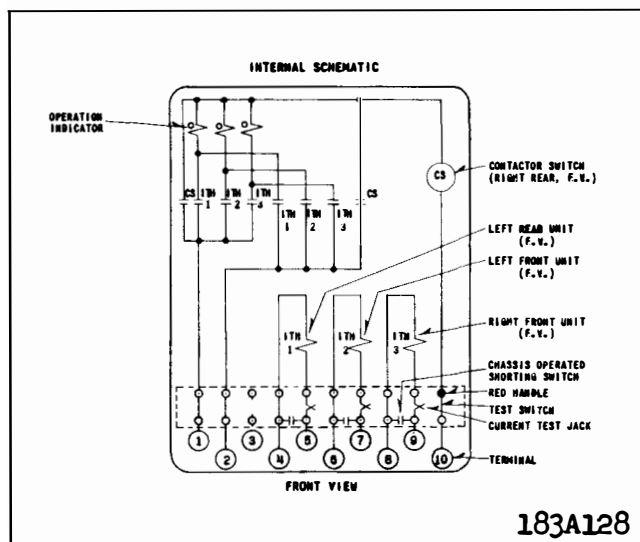 INTERNAL SCHEMATIC
OPERATION
INDICATOR
CS
CONTACTOR SWITCH
(RIGHT REAR, F.V.)
CS
ITH
1
ITH
2
ITH
3
ITH
1
ITH
2
ITH
3
CS
LEFT REAR UNIT
(F.V.)
LEFT FRONT UNIT
(F.V.)
ITH
1
ITH
2
ITH
3
RIGHT FRONT UNIT
(F.V.)
CHASSIS OPERATED
SHORTING SWITCH
RED HANDLE
TEST SWITCH
CURRENT TEST JACK
1
3
5
7
9
2
4
6
8
10
TERMINAL
FRONT VIEW
183A128